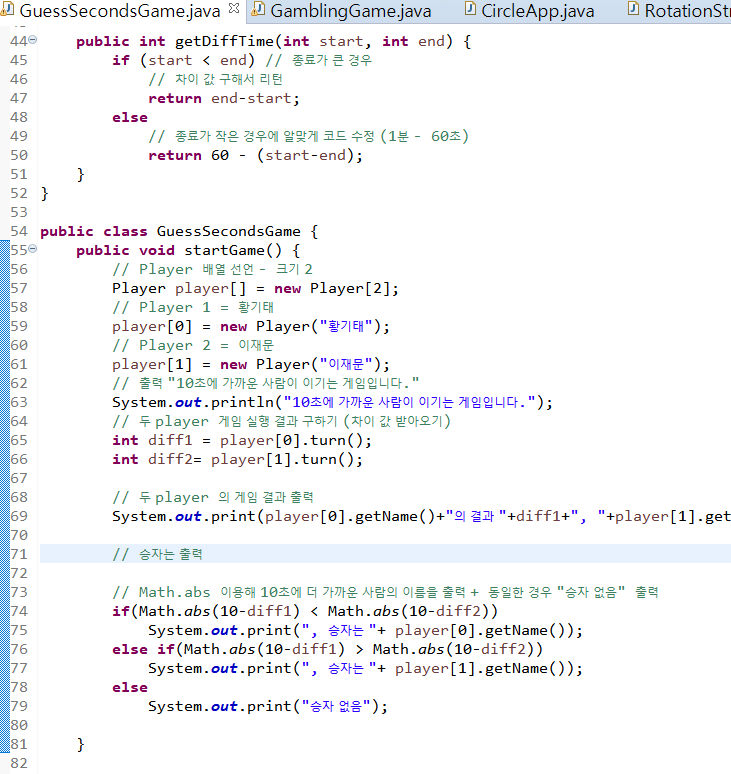 GuessSecondsGame.java GamblingGame.java CircleApp.java RotationStr
44 public int getDiffTime(int start, int end) {
45 if (start < end) // 종료가 큰 경우
46 // 차이 값 구해서 리턴
47 return end-start;
48 else
49 // 종료가 작은 경우에 알맞게 코드 수정 (1분 - 60초)
50 return 60 - (start-end);
51 }
52 }
53
54 public class GuessSecondsGame {
55 public void startGame() {
56 // Player 배열 선언 - 크기 2
57 Player player[] = new Player[2];
58 // Player 1 = 황기태
59 player[0] = new Player("황기태");
60 // Player 2 = 이재문
61 player[1] = new Player("이재문");
62 // 출력 "10초에 가까운 사람이 이기는 게임입니다."
63 System.out.println("10초에 가까운 사람이 이기는 게임입니다.");
64 // 두 player 게임 실행 결과 구하기 (차이 값 받아오기)
65 int diff1 = player[0].turn();
66 int diff2= player[1].turn();
67
68 // 두 player 의 게임 결과 출력
69 System.out.print(player[0].getName()+"의 결과 "+diff1+", "+player[1].get
70
71 // 승자는 출력
72
73 // Math.abs 이용해 10초에 더 가까운 사람의 이름을 출력 + 동일한 경우 "승자 없음" 출력
74 if(Math.abs(10-diff1) < Math.abs(10-diff2))
75 System.out.print(", 승자는 "+ player[0].getName());
76 else if(Math.abs(10-diff1) > Math.abs(10-diff2))
77 System.out.print(", 승자는 "+ player[1].getName());
78 else
79 System.out.print("승자 없음");
80
81 }
82